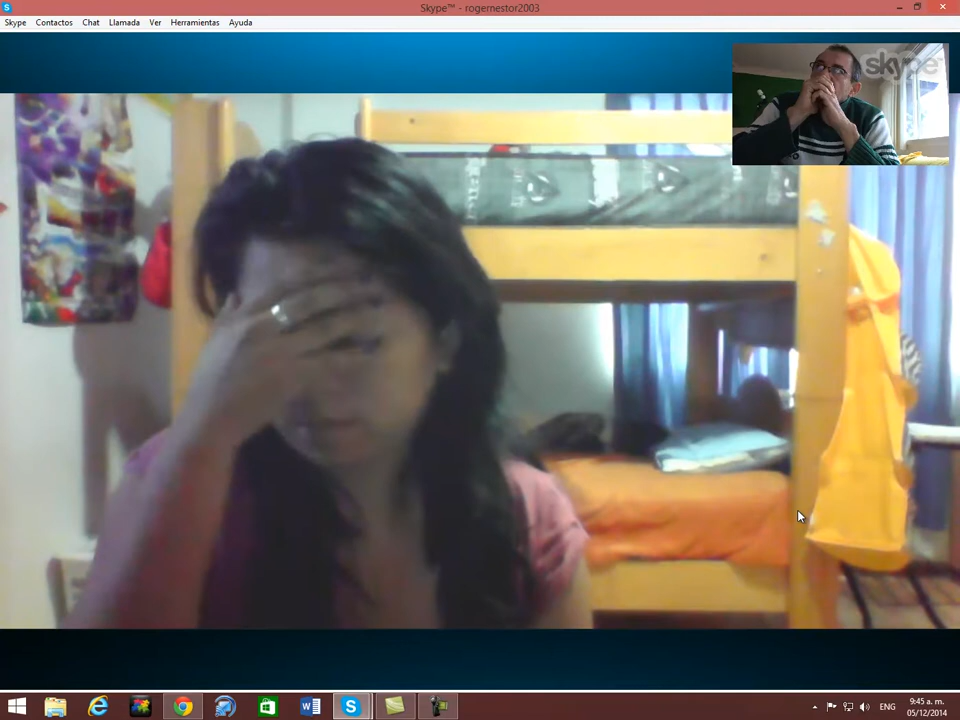 Skype™ - rogernestor2003
Skype Contactos Chat Llamada Ver Herramientas Ayuda
skype
ENG
9:45 a. m.
05/12/2014